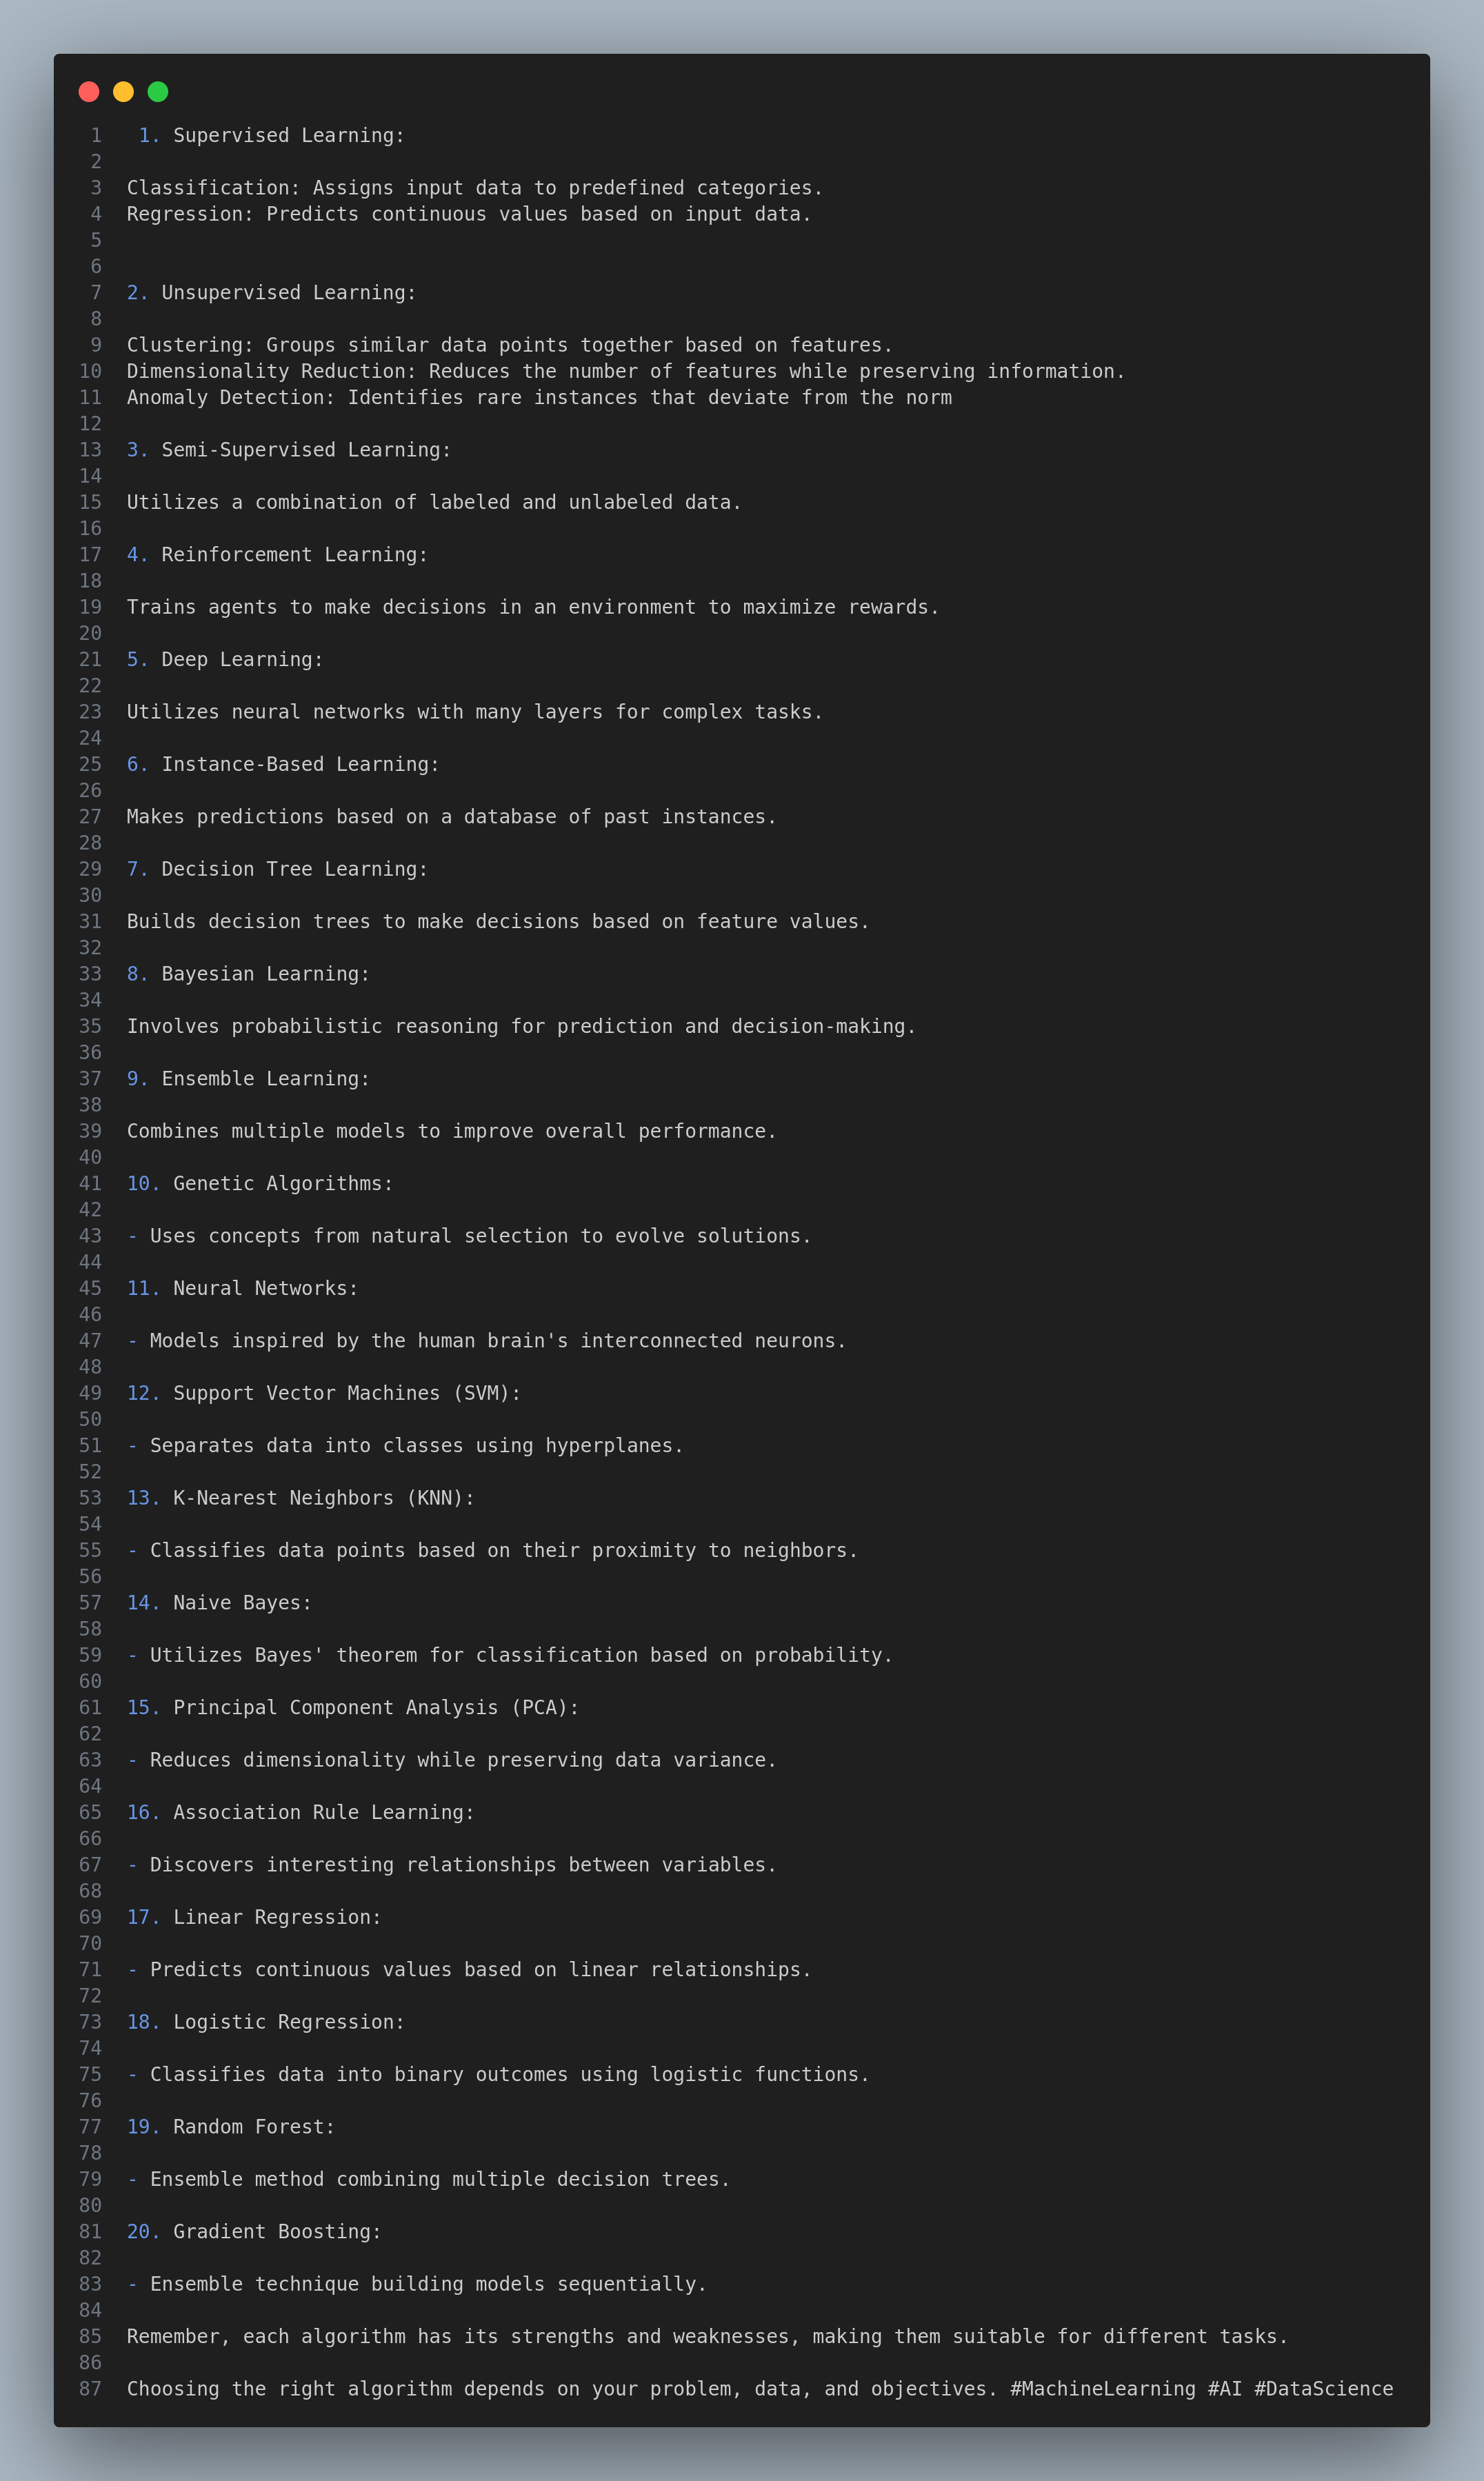 1 1. Supervised Learning:
2
3 Classification: Assigns input data to predefined categories.
4 Regression: Predicts continuous values based on input data.
5
6
7 2. Unsupervised Learning:
8
9 Clustering: Groups similar data points together based on features.
10 Dimensionality Reduction: Reduces the number of features while preserving information.
11 Anomaly Detection: Identifies rare instances that deviate from the norm
12
13 3. Semi-Supervised Learning:
14
15 Utilizes a combination of labeled and unlabeled data.
16
17 4. Reinforcement Learning:
18
19 Trains agents to make decisions in an environment to maximize rewards.
20
21 5. Deep Learning:
22
23 Utilizes neural networks with many layers for complex tasks.
24
25 6. Instance-Based Learning:
26
27 Makes predictions based on a database of past instances.
28
29 7. Decision Tree Learning:
30
31 Builds decision trees to make decisions based on feature values.
32
33 8. Bayesian Learning:
34
35 Involves probabilistic reasoning for prediction and decision-making.
36
37 9. Ensemble Learning:
38
39 Combines multiple models to improve overall performance.
40
41 10. Genetic Algorithms:
42
43 - Uses concepts from natural selection to evolve solutions.
44
45 11. Neural Networks:
46
47 - Models inspired by the human brain's interconnected neurons.
48
49 12. Support Vector Machines (SVM):
50
51 - Separates data into classes using hyperplanes.
52
53 13. K-Nearest Neighbors (KNN):
54
55 - Classifies data points based on their proximity to neighbors.
56
57 14. Naive Bayes:
58
59 - Utilizes Bayes' theorem for classification based on probability.
60
61 15. Principal Component Analysis (PCA):
62
63 - Reduces dimensionality while preserving data variance.
64
65 16. Association Rule Learning:
66
67 - Discovers interesting relationships between variables.
68
69 17. Linear Regression:
70
71 - Predicts continuous values based on linear relationships.
72
73 18. Logistic Regression:
74
75 - Classifies data into binary outcomes using logistic functions.
76
77 19. Random Forest:
78
79 - Ensemble method combining multiple decision trees.
80
81 20. Gradient Boosting:
82
83 - Ensemble technique building models sequentially.
84
85 Remember, each algorithm has its strengths and weaknesses, making them suitable for different tasks.
86
87 Choosing the right algorithm depends on your problem, data, and objectives. #MachineLearning #AI #DataScience